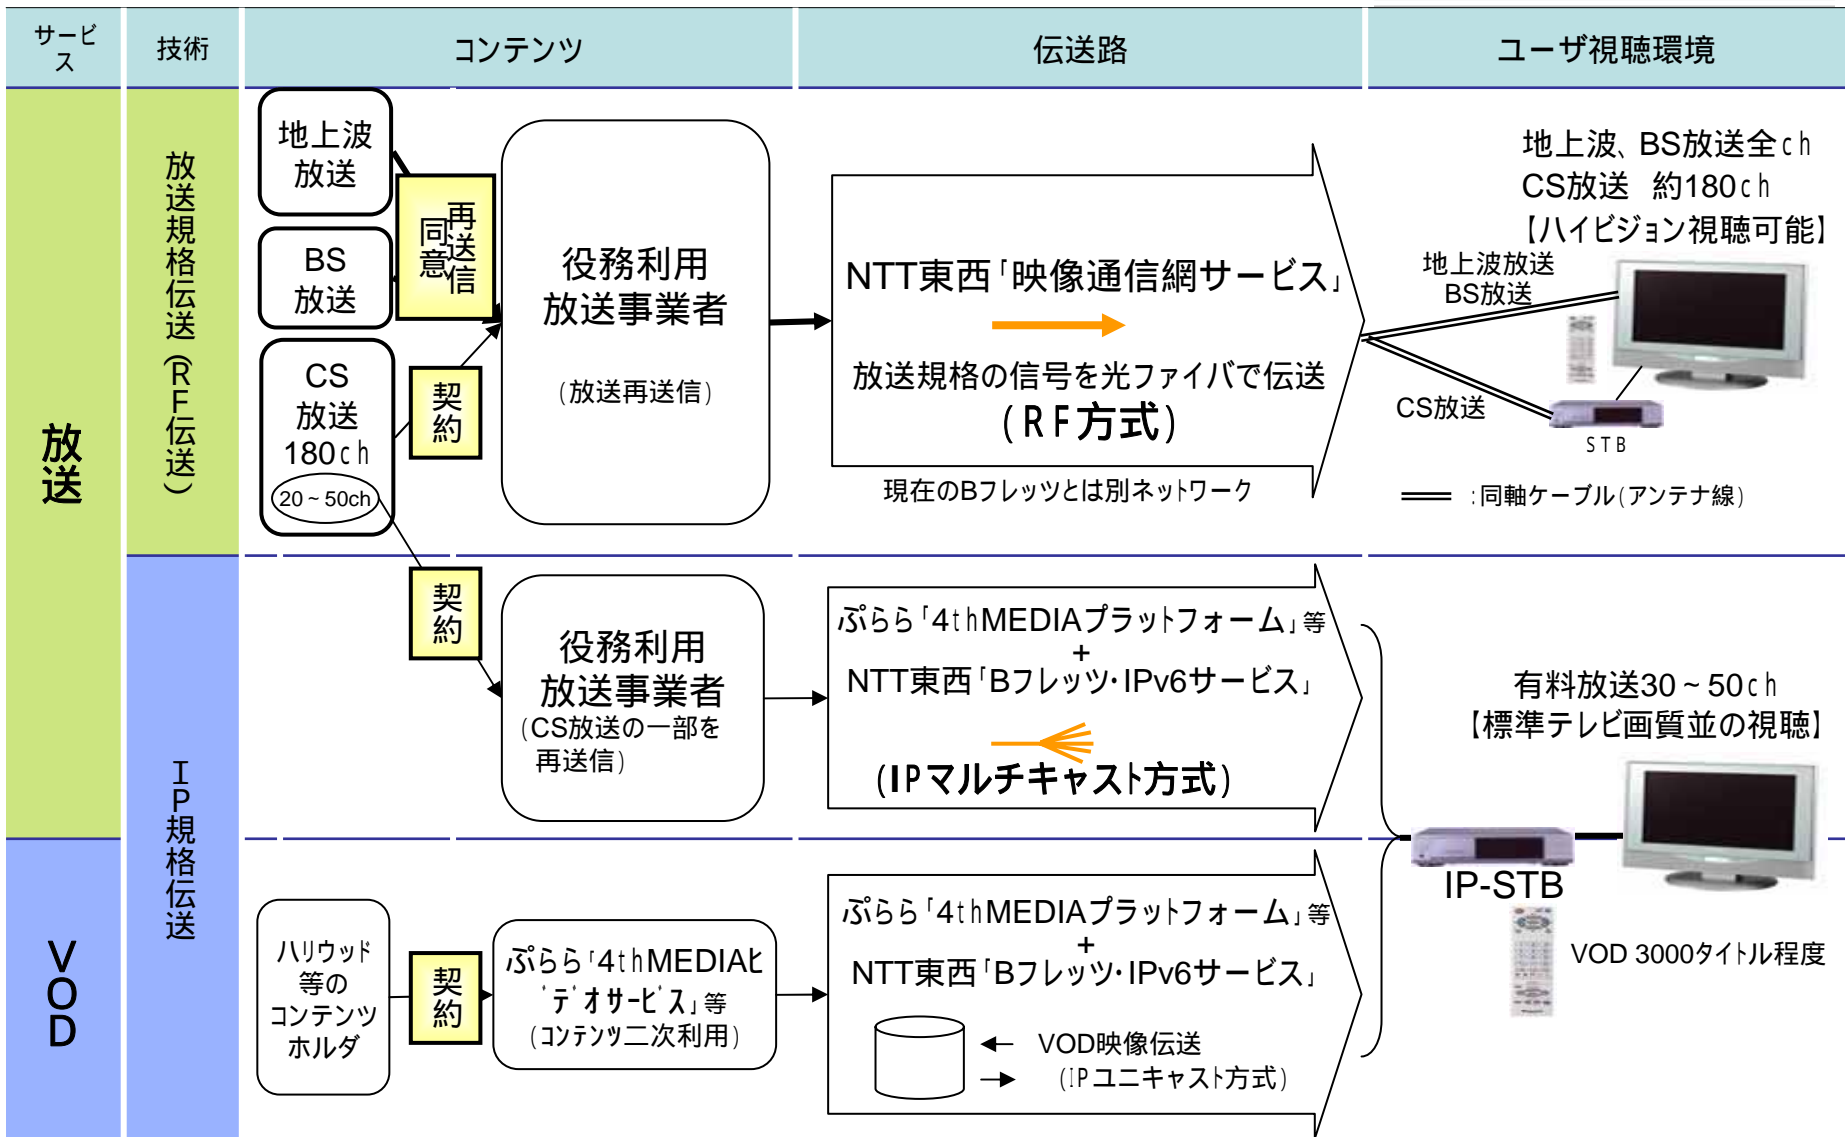 サービ
ス
技術
コンテンツ
伝送路
ユーザ視聴環境
放送
放送規格伝送(RF伝送)
地上波
放送
BS
放送
CS
放送
180ch
20~50ch
再送信
同意
契約
役務利用
放送事業者
(放送再送信)
NTT東西「映像通信網サービス」
放送規格の信号を光ファイバで伝送
(RF方式)
現在のBフレッツとは別ネットワーク
地上波、BS放送全ch
CS放送 約180ch
【ハイビジョン視聴可能】
地上波放送
BS放送
CS放送
STB
:同軸ケーブル(アンテナ線)
IP規格伝送
契約
役務利用
放送事業者
(CS放送の一部を
再送信)
ぷらら「4thMEDIAプラットフォーム」等
+
NTT東西「Bフレッツ・IPv6サービス」
(IPマルチキャスト方式)
有料放送30~50ch
【標準テレビ画質並の視聴】
IP-STB
VOD
ハリウッド
等の
コンテンツ
ホルダ
契約
ぷらら「4thMEDIAビ
デオサービス」等
(コンテンツ二次利用)
ぷらら「4thMEDIAプラットフォーム」等
+
NTT東西「Bフレッツ・IPv6サービス」
VOD映像伝送
(IPユニキャスト方式)
VOD 3000タイトル程度